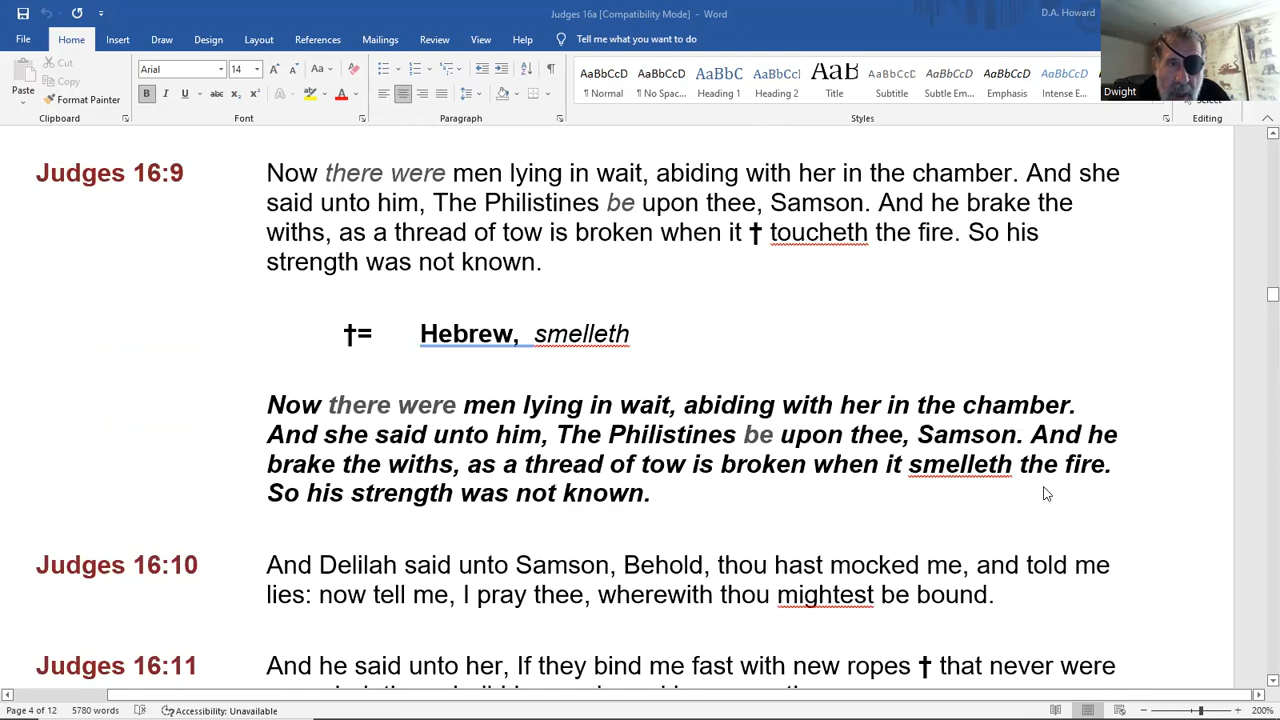 Judges 16a [Compatibility Mode] - Word
D.A. Howard
File Home Insert Draw Design Layout References Mailings Review View Help Tell me what you want to do
Cut
Copy
Paste
Format Painter
Arial 14
AaBbCcD AaBbCcD AaBbC AaBbCcl AaB AaBbCcD AaBbCcD AaBbCcD AaBbCcD
¶ Normal ¶ No Spac... Heading 1 Heading 2 Title Subtitle Subtle Em... Emphasis Intense E...
Select
Dwight
Clipboard Font Paragraph Styles Editing
Judges 16:9 Now there were men lying in wait, abiding with her in the chamber. And she
said unto him, The Philistines be upon thee, Samson. And he brake the
withs, as a thread of tow is broken when it † toucheth the fire. So his
strength was not known.
†= Hebrew, smelleth
Now there were men lying in wait, abiding with her in the chamber.
And she said unto him, The Philistines be upon thee, Samson. And he
brake the withs, as a thread of tow is broken when it smelleth the fire.
So his strength was not known.
Judges 16:10 And Delilah said unto Samson, Behold, thou hast mocked me, and told me
lies: now tell me, I pray thee, wherewith thou mightest be bound.
Judges 16:11 And he said unto her, If they bind me fast with new ropes † that never were
Page 4 of 12 5780 words Accessibility: Unavailable 200%